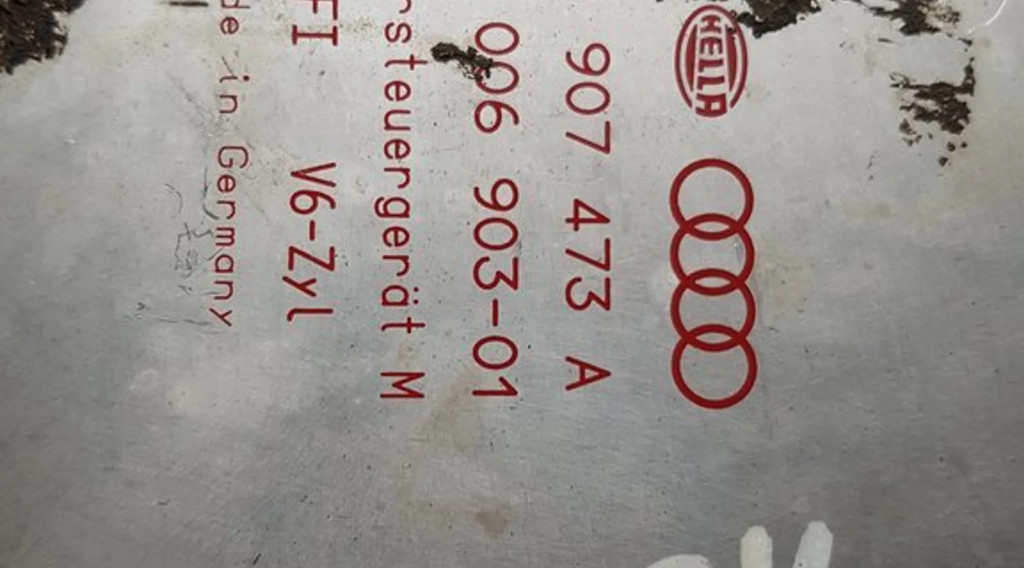 HELLA
907 473 A
006 903-01
rsteuergerät M
FI V6-Zyl
de in Germany